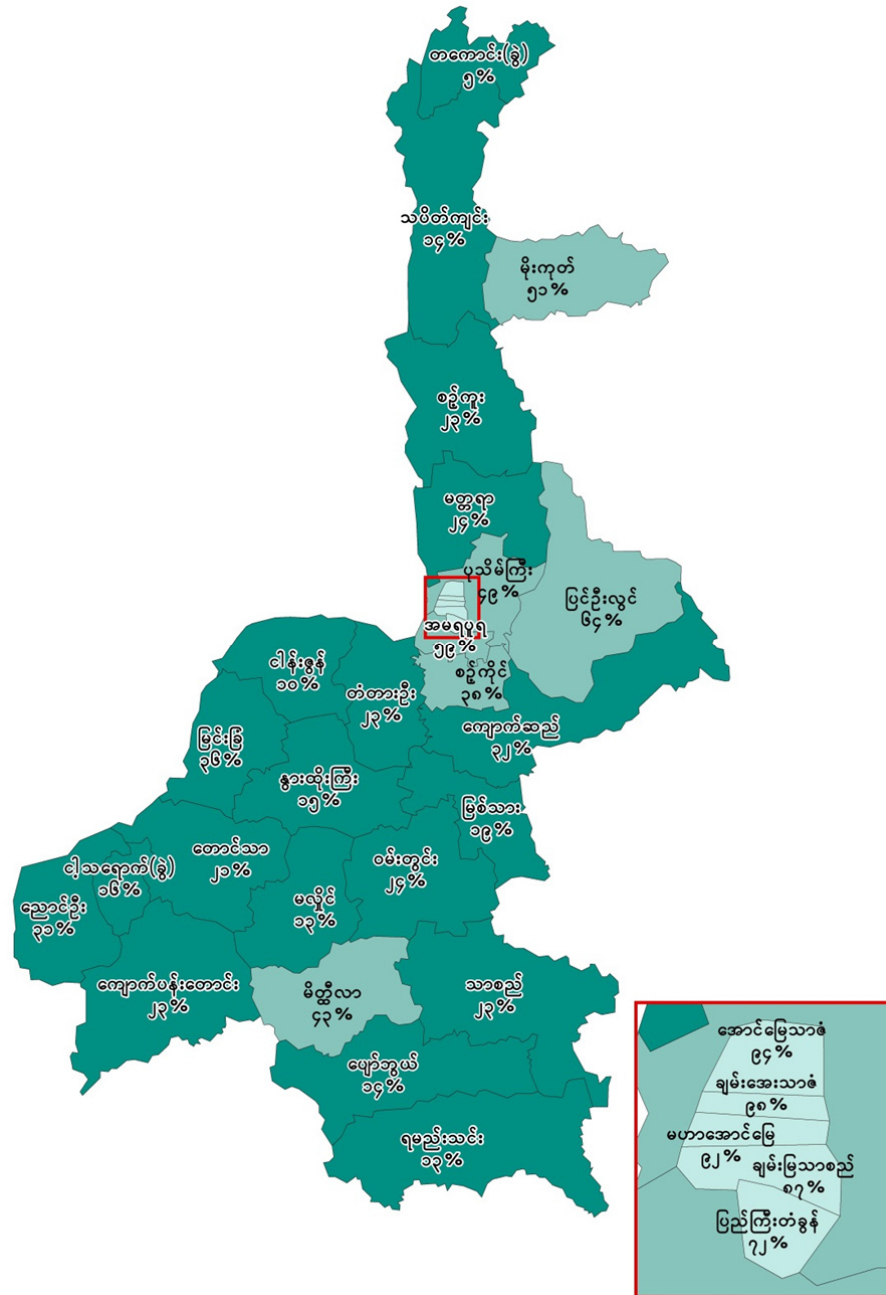 တကောင်း(ခွဲ)
၅%
သပိတ်ကျင်း
၁၄%
မိုးကုတ်
၅၁%
စဉ့်ကူး
၂၃%
မတ္တရာ
၂၄%
ပုသိမ်ကြီး
၄၉%
ပြင်ဦးလွင်
၆၄%
အမရပူရ
၅၉%
စဉ့်ကိုင်
၃၈%
ငါန်းဇွန်
၁၀%
တံတားဦး
၂၃%
ကျောက်ဆည်
၃၂%
မြင်းခြံ
၃၆%
နွားထိုးကြီး
၁၅%
မြစ်သား
၁၉%
တောင်သာ
၂၁%
ဝမ်းတွင်း
၂၄%
ငါ့သရောက်(ခွဲ)
၁၆%
မလှိုင်
၁၃%
ညောင်ဦး
၃၁%
ကျောက်ပန်းတောင်း
၂၃%
မိတ္ထီလာ
၄၃%
သာစည်
၂၃%
ပျော်ဘွယ်
၁၄%
ရမည်းသင်း
၁၃%
အောင်မြေသာဇံ
၉၄%
ချမ်းအေးသာဇံ
၉၈%
မဟာအောင်မြေ
၉၂%
ချမ်းမြသာစည်
၈၇%
ပြည်ကြီးတံခွန်
၇၂%